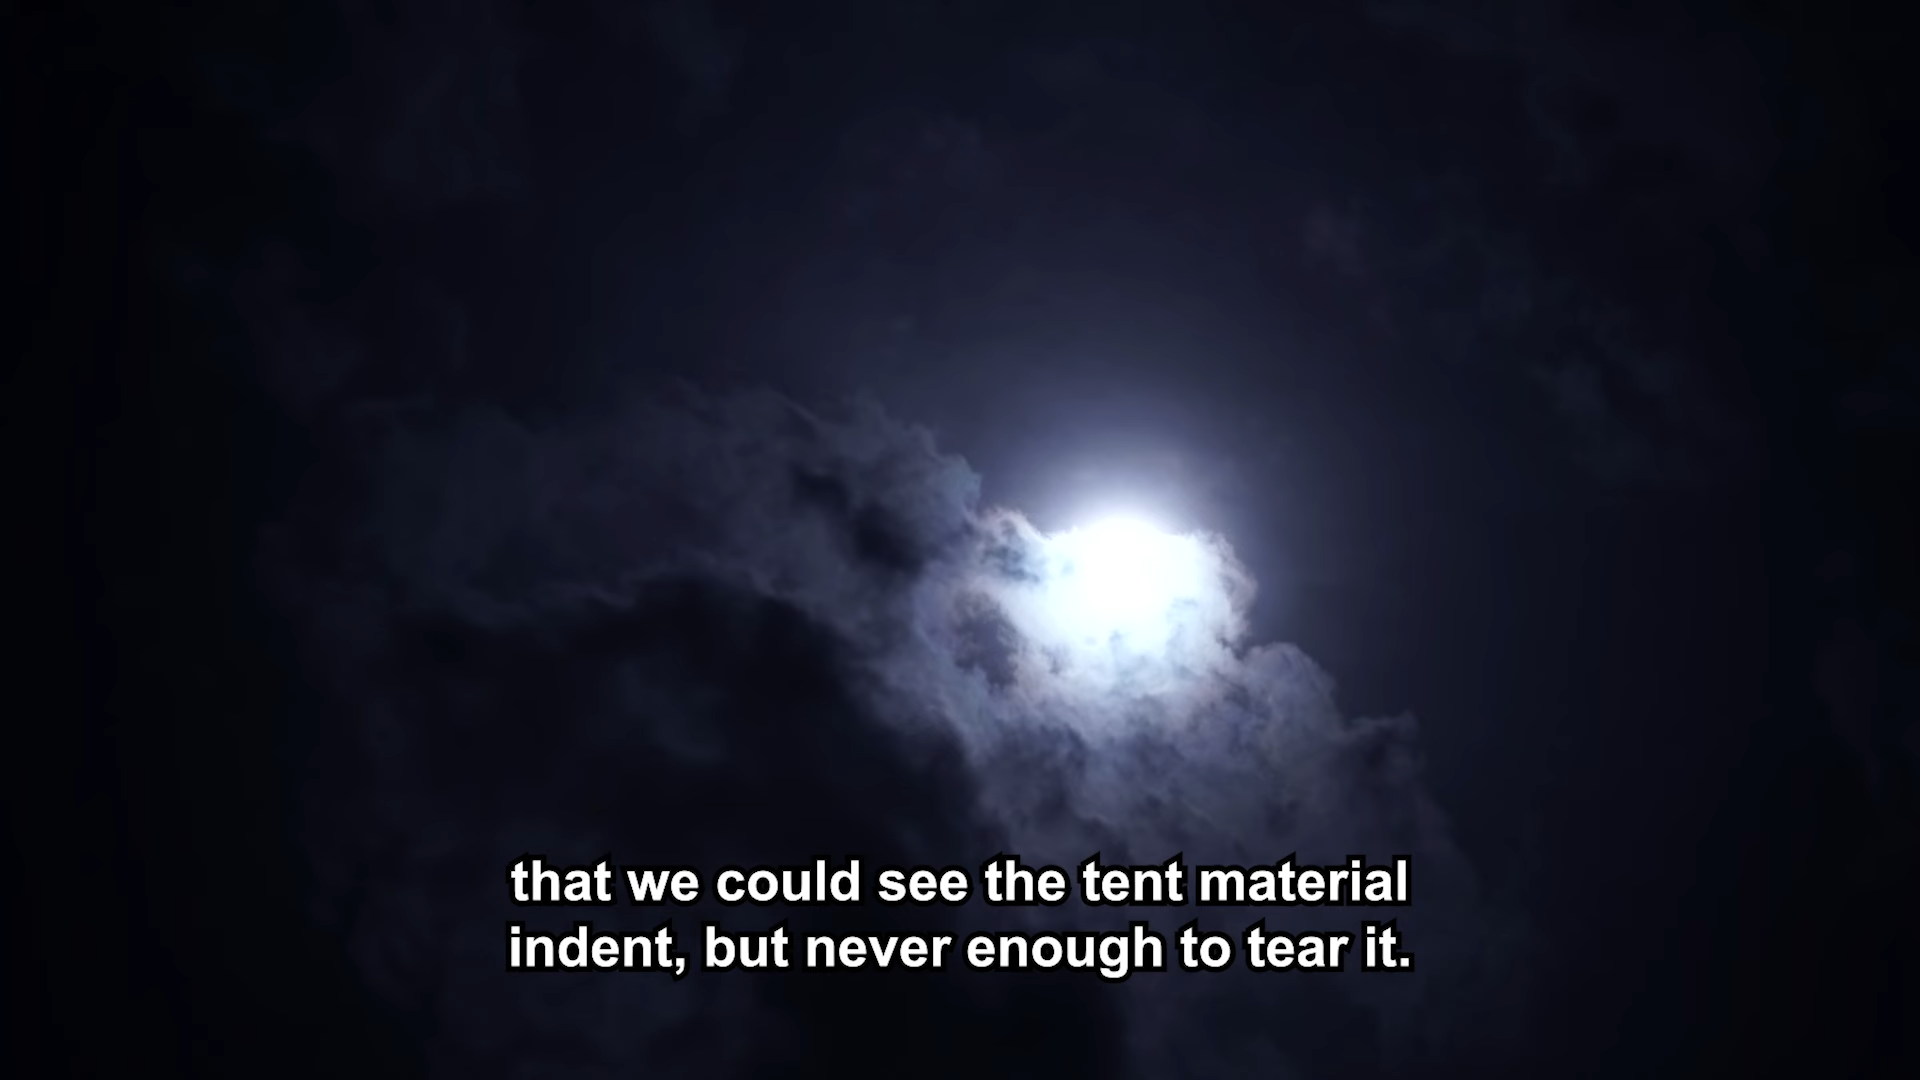 that we could see the tent material
indent, but never enough to tear it.